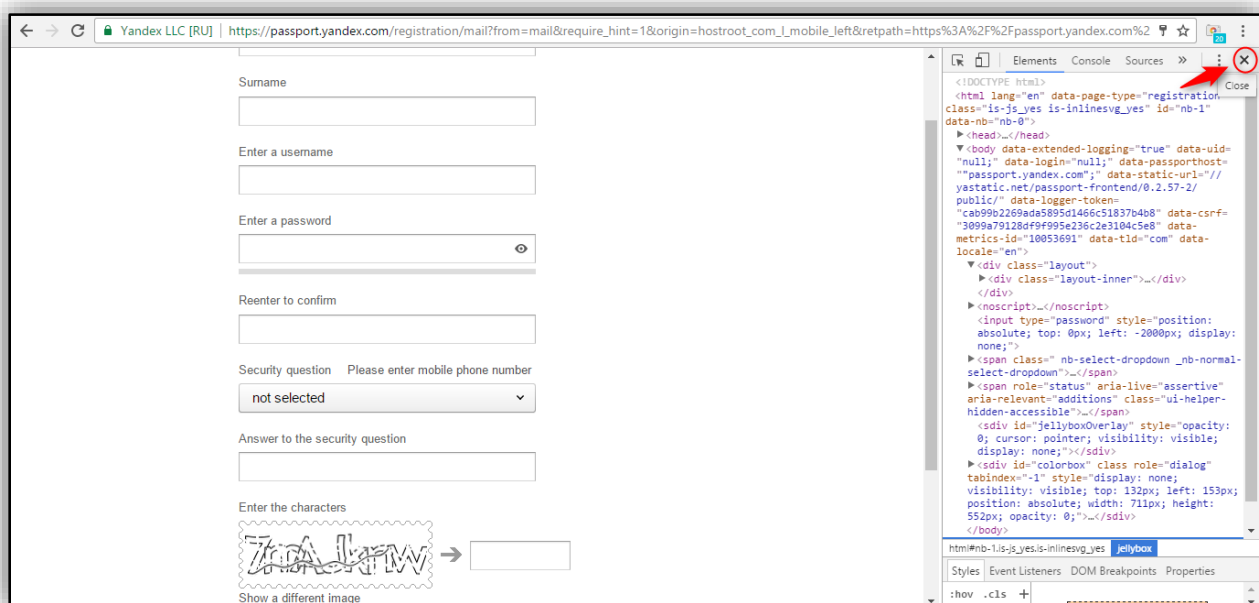 Yandex LLC [RU] https://passport.yandex.com/registration/mail?from=mail&require_hint=1&origin=hostroot_com_l_mobile_left&retpath=https%3A%2F%2Fpassport.yandex.com%2
20
Surname
Enter a username
Enter a password
Reenter to confirm
Security question Please enter mobile phone number
not selected
Answer to the security question
Enter the characters
Show a different image
Elements Console Sources »
Close
<!DOCTYPE html>
<html lang="en" data-page-type="registration"
class="is-js_yes is-inlinesvg_yes" id="nb-1"
data-nb="nb-0">
▶<head>…</head>
▼<body data-extended-logging="true" data-uid=
"null;" data-login="null;" data-passporthost=
""passport.yandex.com";" data-static-url="//
yastatic.net/passport-frontend/0.2.57-2/
public/" data-logger-token=
"cab99b2269ada5895d1466c51837b4b8" data-csrf=
"3099a79128df9f995e236c2e3104c5e8" data-
metrics-id="10053691" data-tld="com" data-
locale="en">
▼<div class="layout">
▶<div class="layout-inner">…</div>
</div>
▶<noscript>…</noscript>
<input type="password" style="position:
absolute; top: 0px; left: -2000px; display:
none;">
▶<span class=" nb-select-dropdown _nb-normal-
select-dropdown">…</span>
▶<span role="status" aria-live="assertive"
aria-relevant="additions" class="ui-helper-
hidden-accessible">…</span>
<sdiv id="jellyboxOverlay" style="opacity:
0; cursor: pointer; visibility: visible;
display: none;"></sdiv>
▶<sdiv id="colorbox" class role="dialog"
tabindex="-1" style="display: none;
visibility: visible; top: 132px; left: 153px;
position: absolute; width: 711px; height:
552px; opacity: 0;">…</sdiv>
</body>
html#nb-1.is-js_yes.is-inlinesvg_yes jellybox
Styles Event Listeners DOM Breakpoints Properties
:hov .cls +